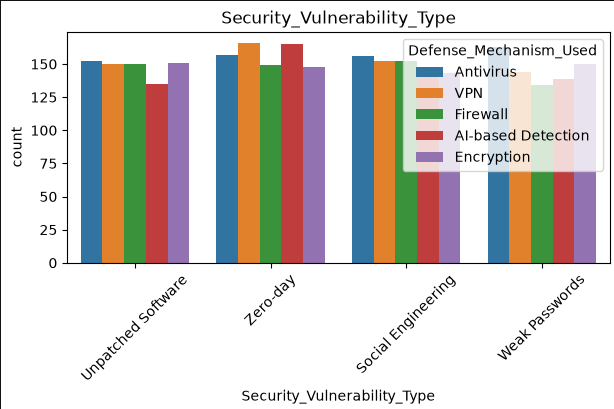 Security_Vulnerability_Type
Defense_Mechanism_Used
Antivirus
VPN
Firewall
AI-based Detection
Encryption
count
150
125
100
75
50
25
0
Unpatched Software
Zero-day
Social Engineering
Weak Passwords
Security_Vulnerability_Type